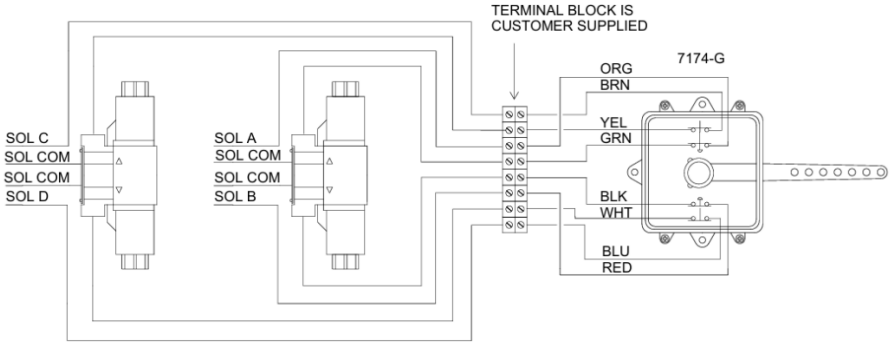 TERMINAL BLOCK IS
CUSTOMER SUPPLIED
7174-G
ORG
BRN
YEL
GRN
SOL C
SOL COM
SOL COM
SOL D
SOL A
SOL COM
SOL COM
SOL B
BLK
WHT
BLU
RED